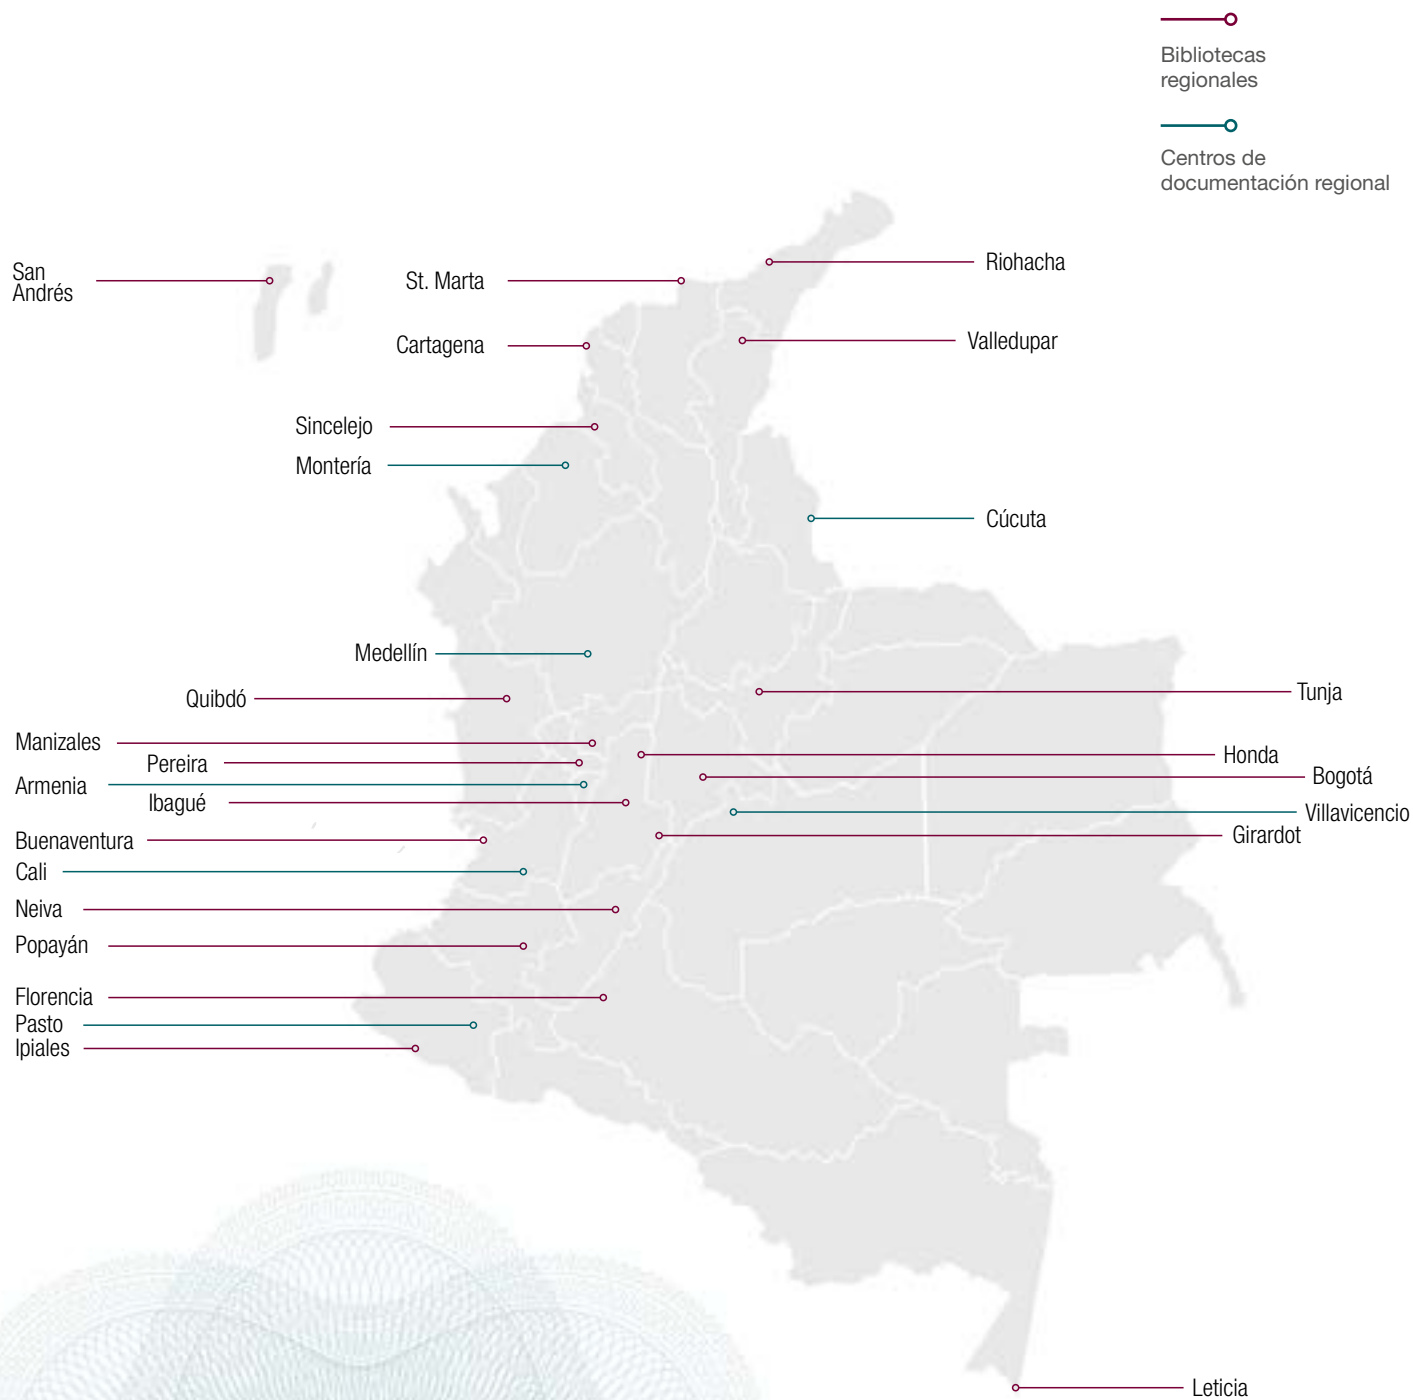 Bibliotecas
regionales
Centros de
documentación regional
San
Andrés
St. Marta
Riohacha
Cartagena
Valledupar
Sincelejo
Montería
Cúcuta
Medellín
Quibdó
Tunja
Manizales
Honda
Pereira
Bogotá
Armenia
Ibagué
Villavicencio
Girardot
Buenaventura
Cali
Neiva
Popayán
Florencia
Pasto
Ipiales
Leticia